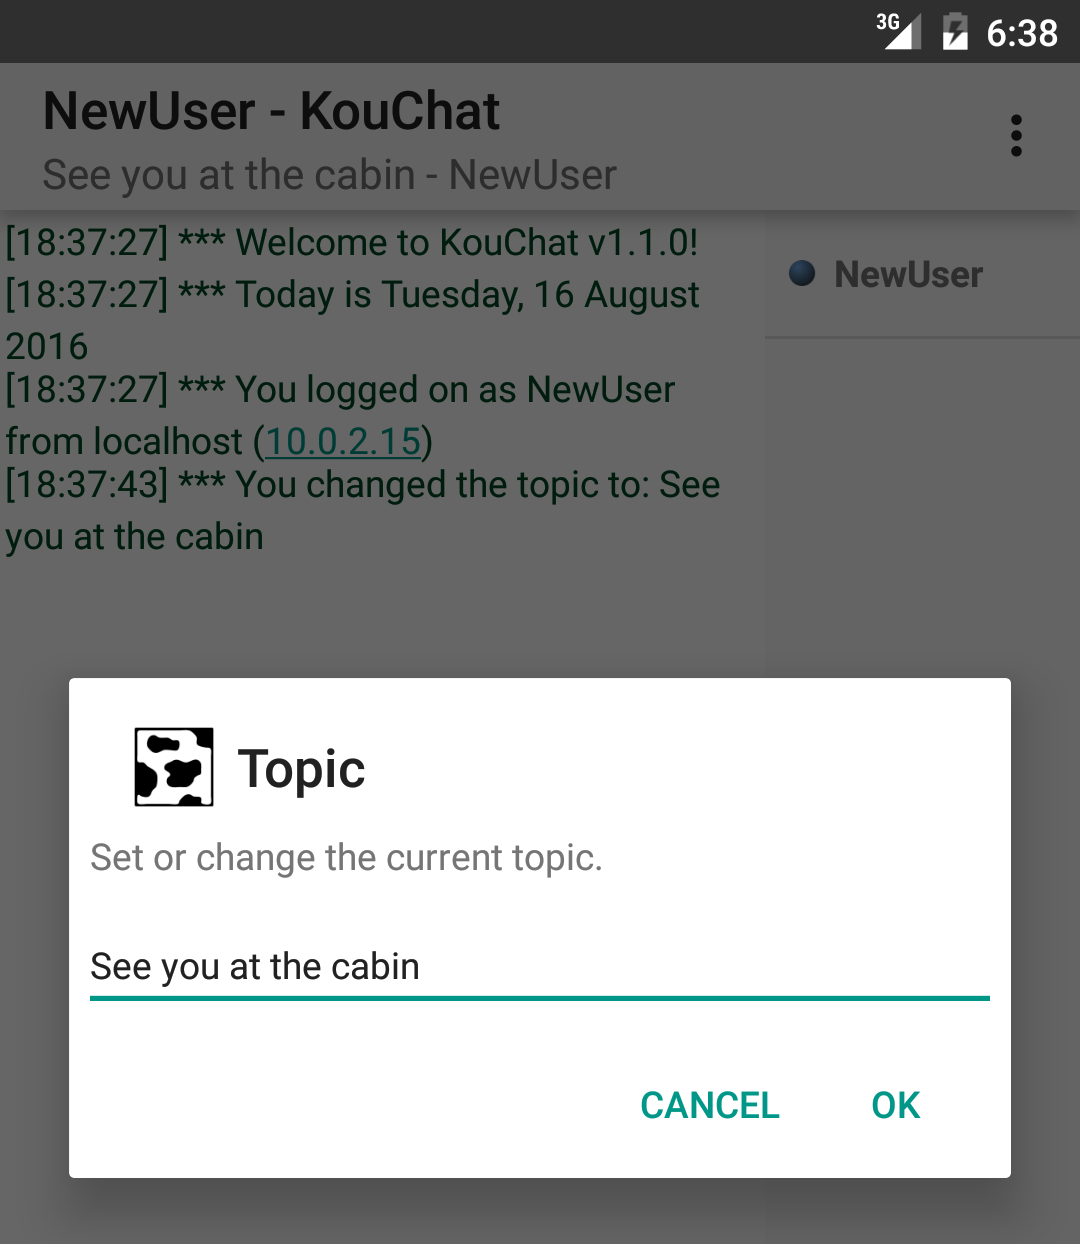 3G 6:38
NewUser - KouChat
See you at the cabin - NewUser
[18:37:27] *** Welcome to KouChat v1.1.0!
[18:37:27] *** Today is Tuesday, 16 August
2016
[18:37:27] *** You logged on as NewUser
from localhost (10.0.2.15)
[18:37:43] *** You changed the topic to: See
you at the cabin
NewUser
Topic
Set or change the current topic.
See you at the cabin
CANCEL OK